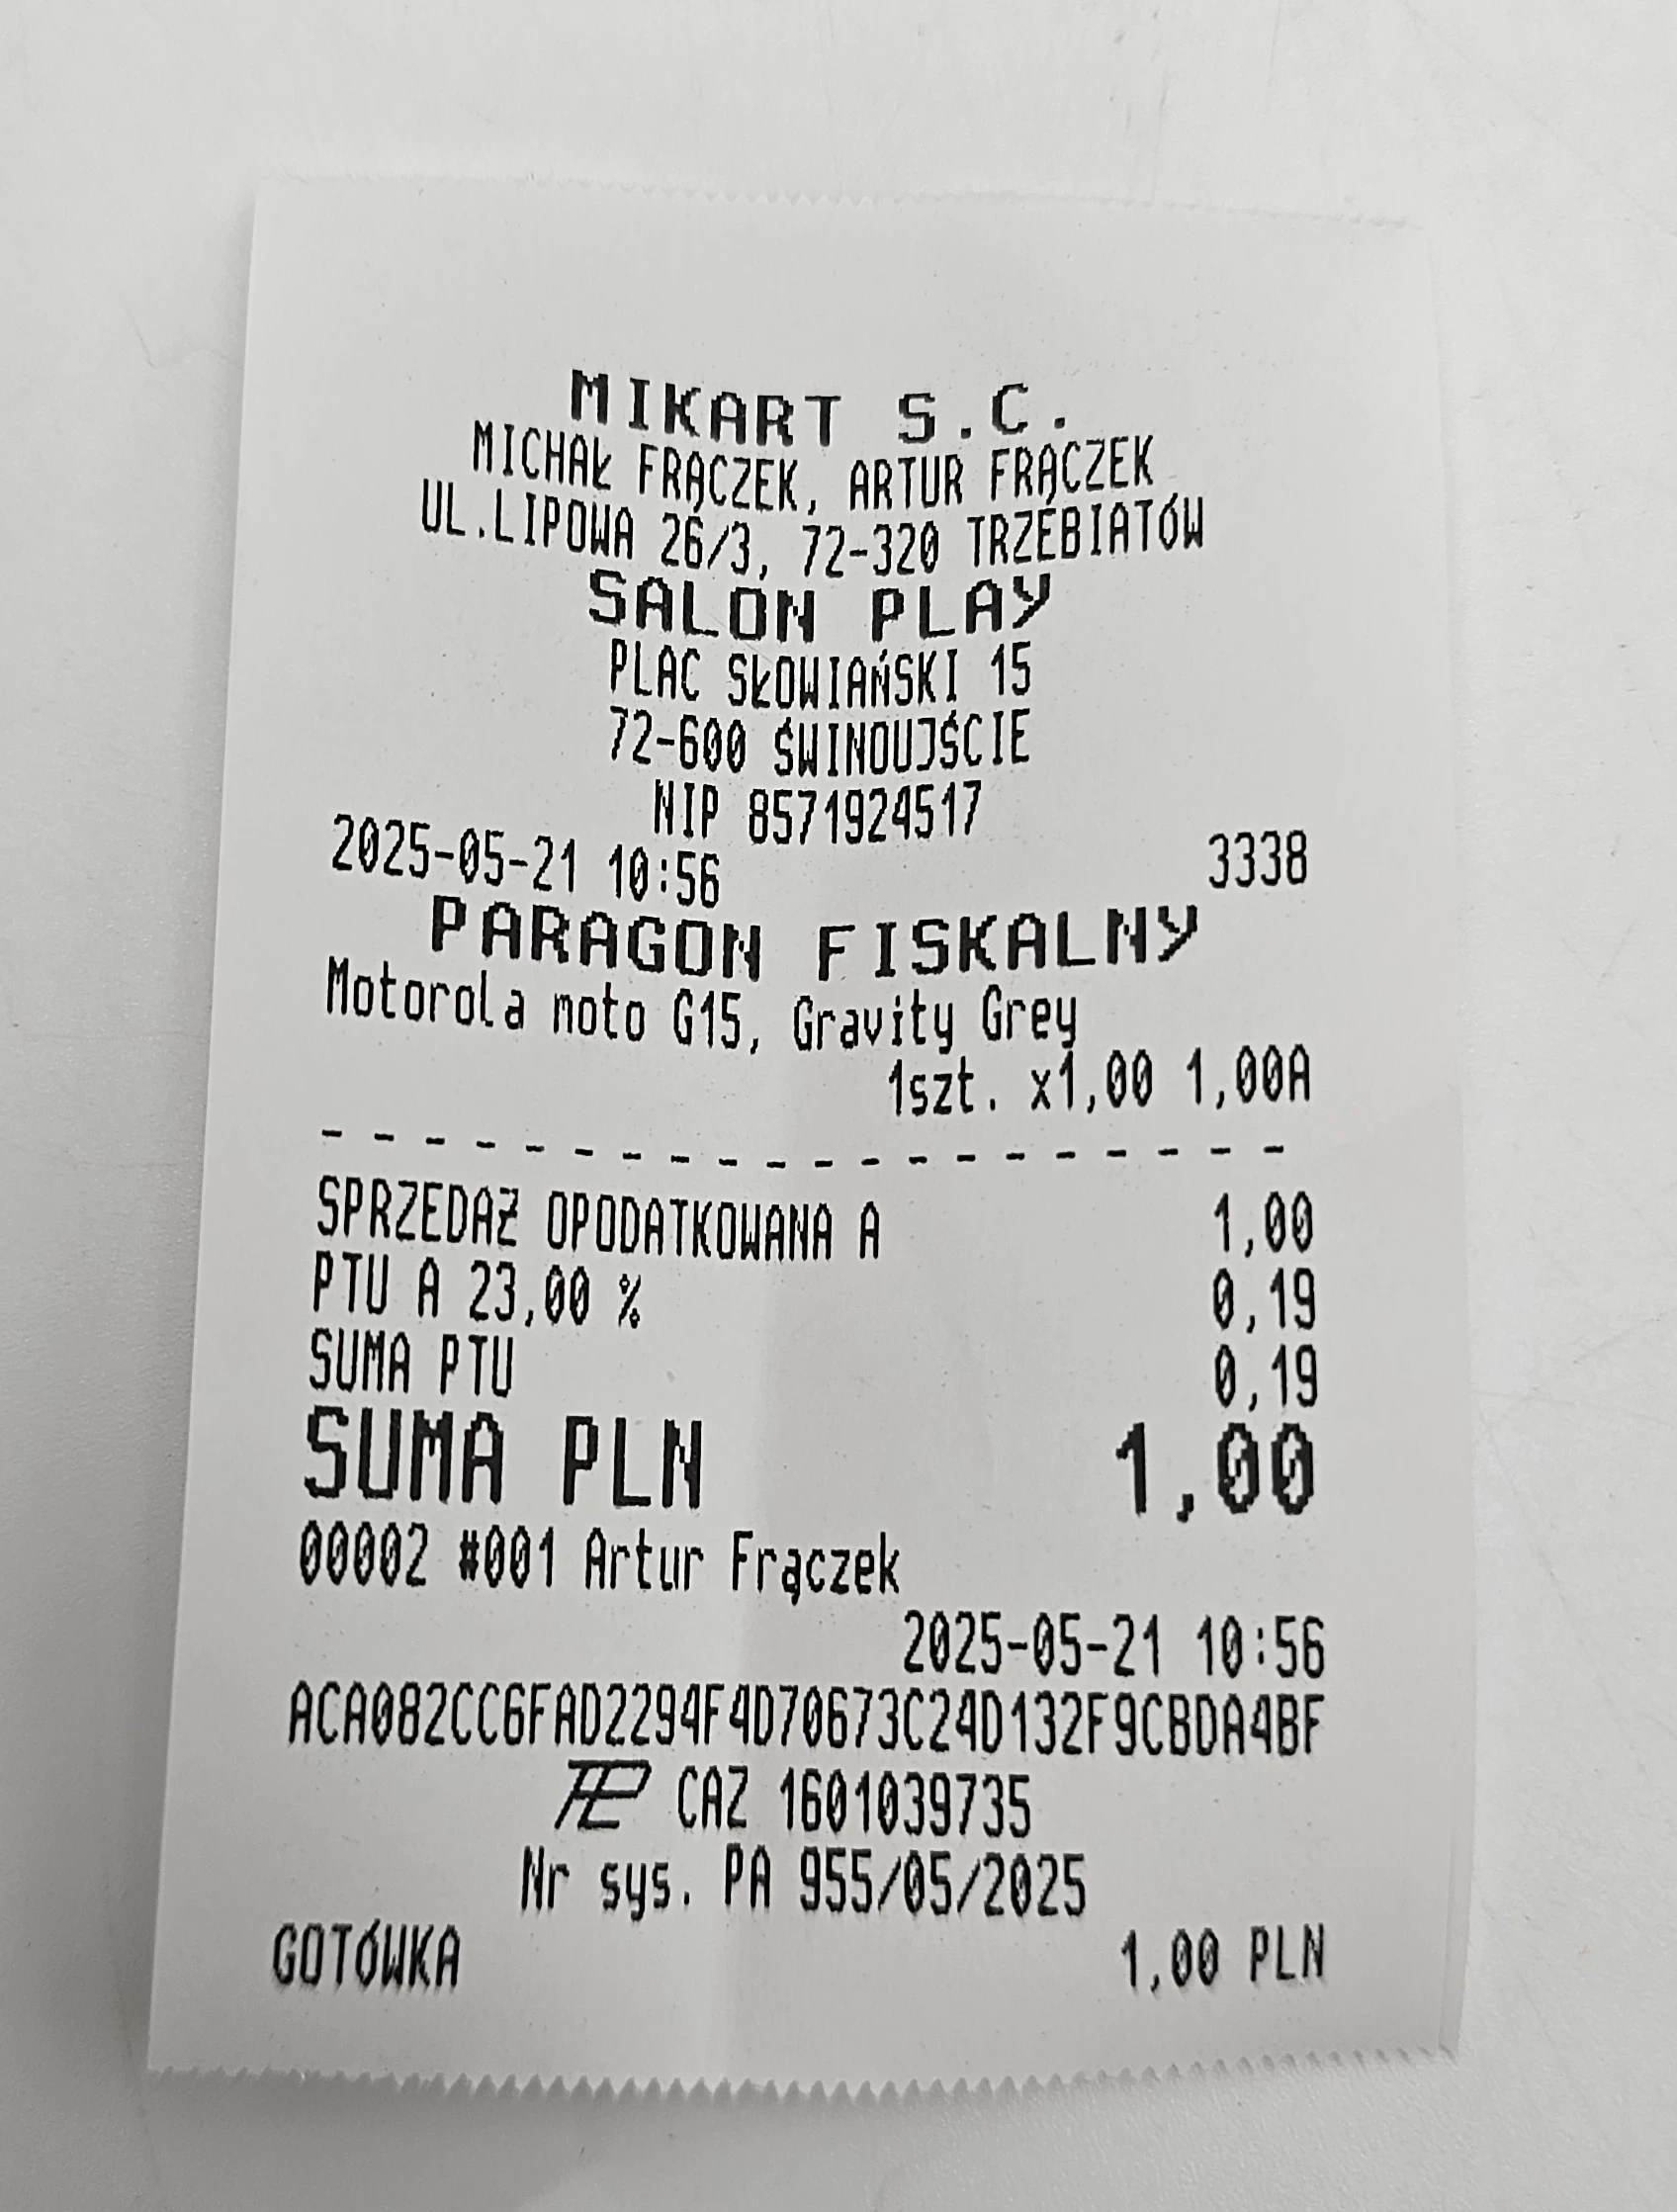 MIKART S.C.
MICHAŁ FRĄCZEK, ARTUR FRĄCZEK
UL.LIPOWA 26/3, 72-320 TRZEBIATÓW
SALON PLAY
PLAC SŁOWIAŃSKI 15
72-600 ŚWINOUJŚCIE
NIP 8571924517
2025-05-21 10:56 3338
PARAGON FISKALNY
Motorola moto G15, Gravity Grey
1szt. x1,00 1,00A
- - - - - - - - - - - - - - - - - - - -
SPRZEDAŻ OPODATKOWANA A 1,00
PTU A 23,00 % 0,19
SUMA PTU 0,19
SUMA PLN 1,00
00002 #001 Artur Frączek
2025-05-21 10:56
ACA082CC6FAD2294F4D70673C24D132F9CBDA4BF
PL CAZ 1601039735
Nr sys. PA 955/05/2025
GOTÓWKA 1,00 PLN